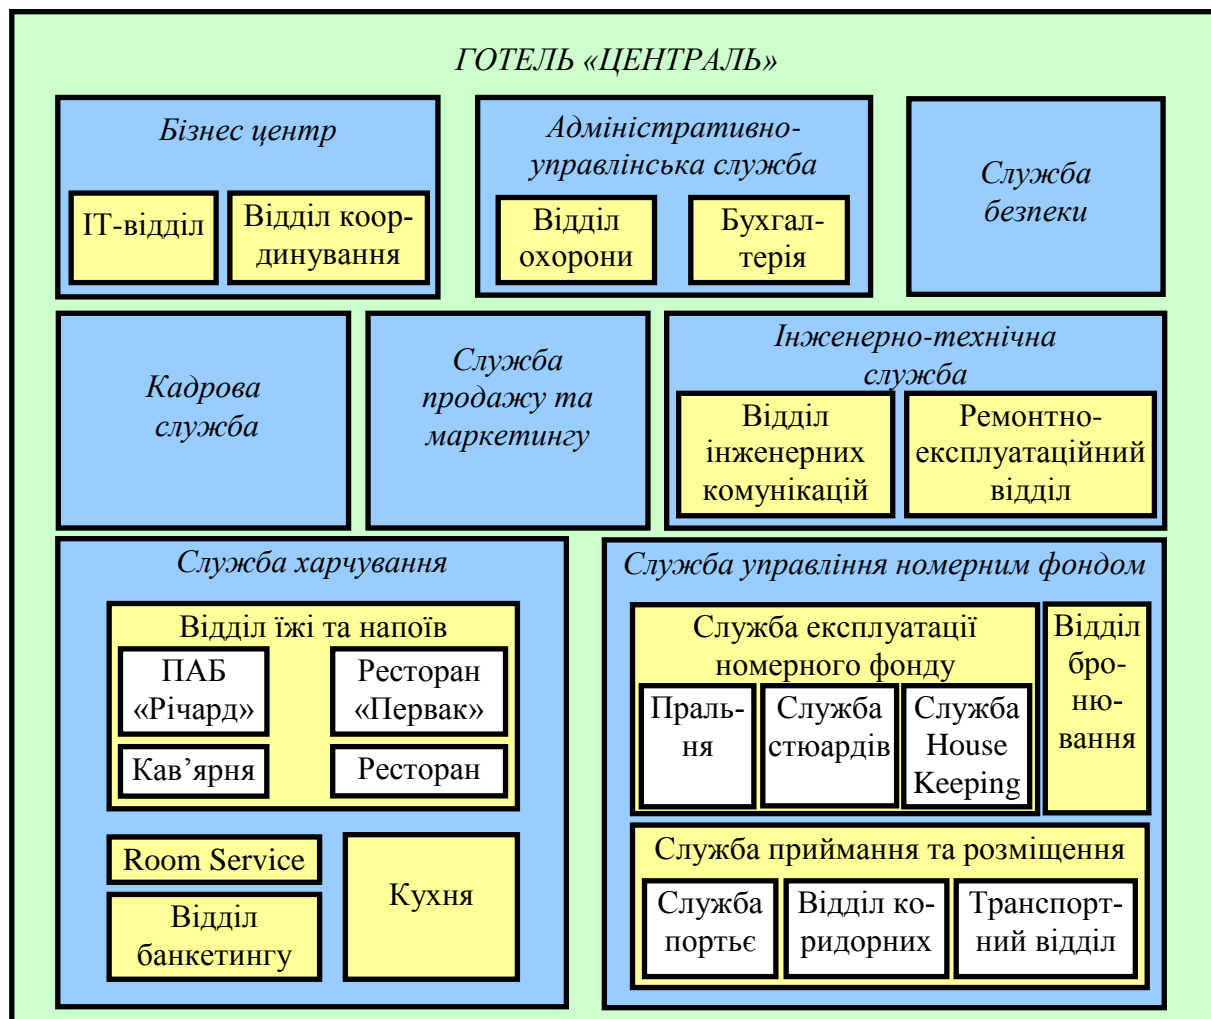 ГОТЕЛЬ «ЦЕНТРАЛЬ»
Бізнес центр
ІТ-відділ
Відділ коор-
динування
Адміністративно-
управлінська служба
Відділ
охорони
Бухгал-
терія
Служба
безпеки
Кадрова
служба
Служба
продажу та
маркетингу
Інженерно-технічна
служба
Відділ
інженерних
комунікацій
Ремонтно-
експлуатаційний
відділ
Служба харчування
Відділ їжі та напоїв
ПАБ
«Річард»
Ресторан
«Первак»
Кав’ярня
Ресторан
Room Service
Відділ
банкетингу
Кухня
Служба управління номерним фондом
Служба експлуатації
номерного фонду
Праль-
ня
Служба
стюардів
Служба
House
Keeping
Відділ
бро-
ню-
вання
Служба приймання та розміщення
Служба
портьє
Відділ ко-
ридорних
Транспорт-
ний відділ